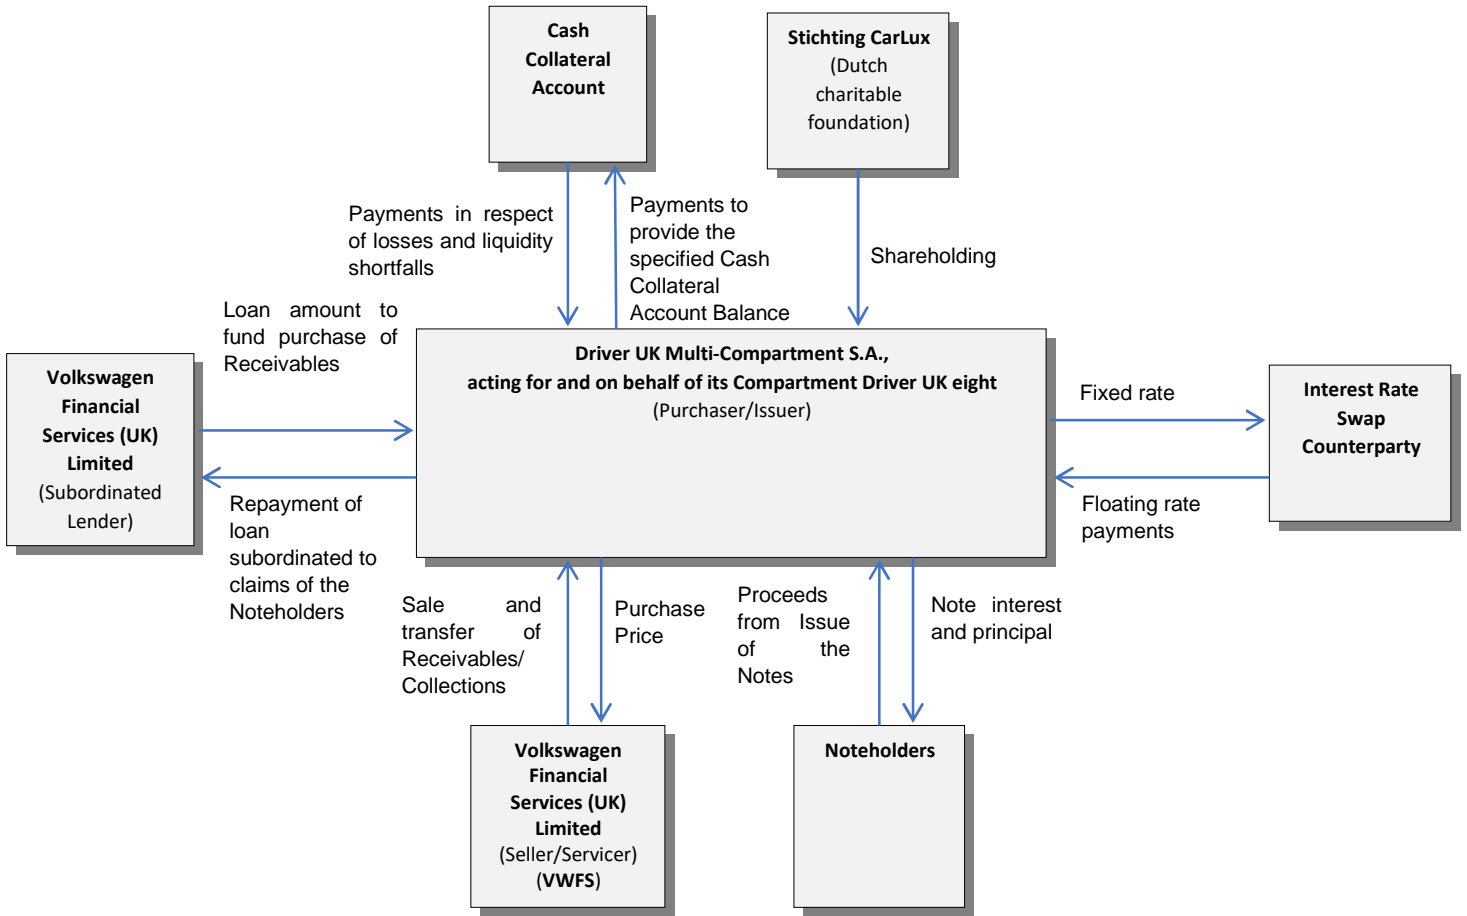 Cash
Collateral
Account
Stichting CarLux
(Dutch
charitable
foundation)
Payments in respect
of losses and liquidity
shortfalls
Payments to
provide the
specified Cash
Collateral
Account Balance
Shareholding
Loan amount to
fund purchase of
Receivables
Volkswagen
Financial
Services (UK)
Limited
(Subordinated
Lender)
Driver UK Multi-Compartment S.A.,
acting for and on behalf of its Compartment Driver UK eight
(Purchaser/Issuer)
Fixed rate
Interest Rate
Swap
Counterparty
Floating rate
payments
Repayment of
loan
subordinated to
claims of the
Noteholders
Sale and
transfer of
Receivables/
Collections
Purchase
Price
Proceeds
from Issue
of the
Notes
Note interest
and principal
Volkswagen
Financial
Services (UK)
Limited
(Seller/Servicer)
(VWFS)
Noteholders